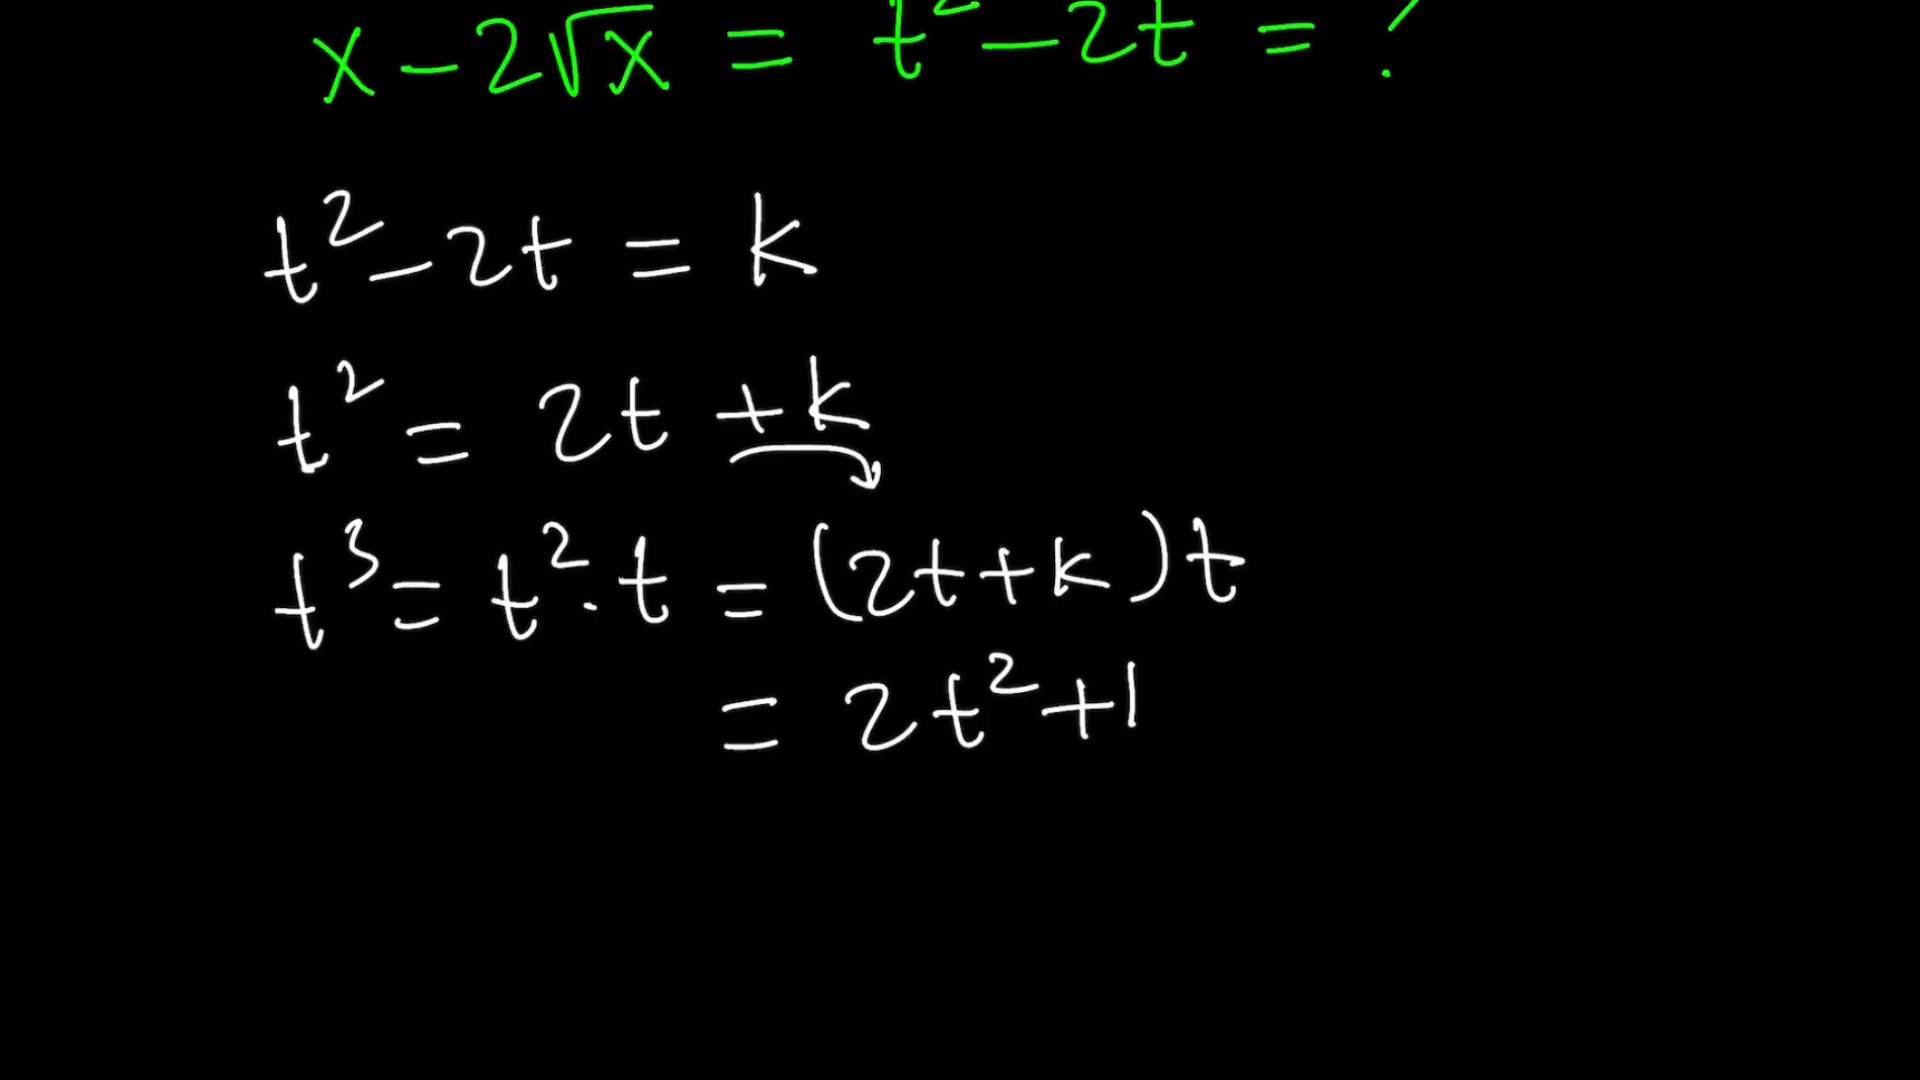 x - 2√x = t² - 2t = ?
t² - 2t = k
t² = 2t + k
t³ = t² · t = (2t + k) t
= 2t² + 1